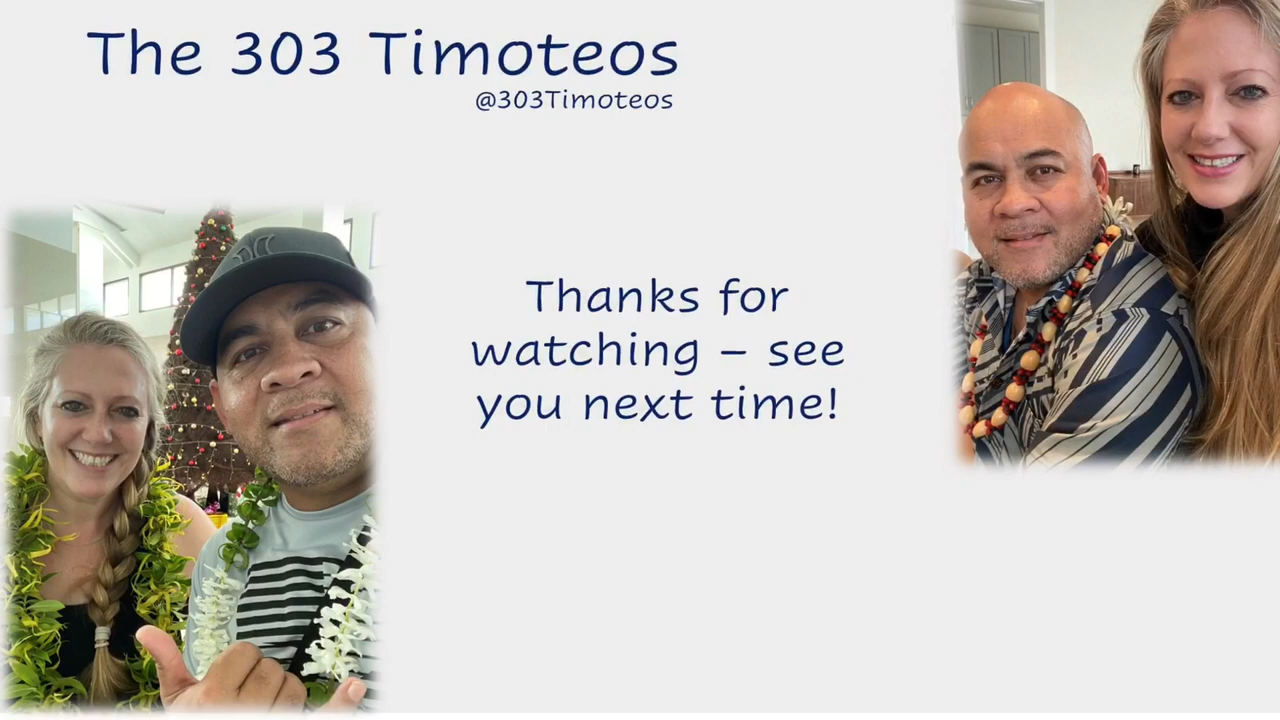 The 303 Timoteos
@303Timoteos
Thanks for
watching – see
you next time!